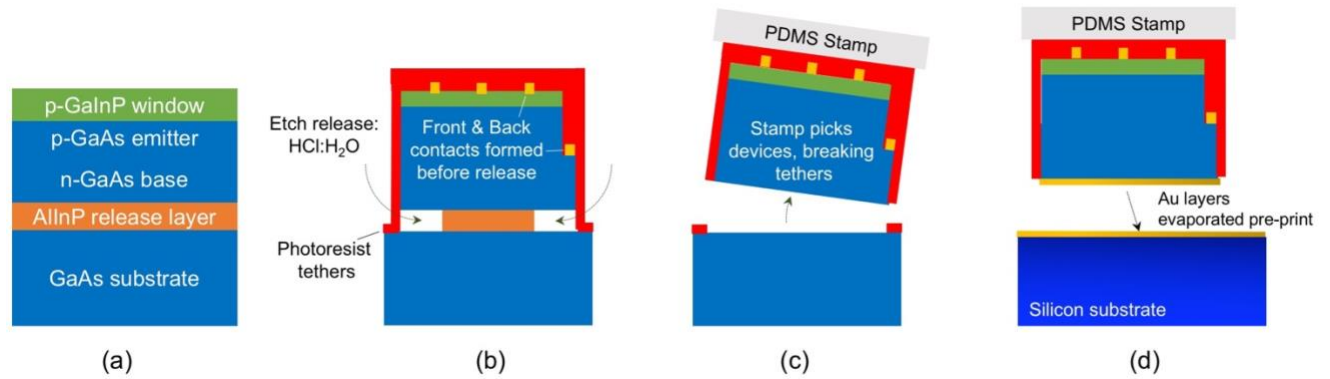 p-GaInP window
p-GaAs emitter
n-GaAs base
AlInP release layer
GaAs substrate
(a)
Etch release:
HCl:H₂O
Front & Back
contacts formed
before release
Photoresist
tethers
(b)
PDMS Stamp
Stamp picks
devices, breaking
tethers
(c)
PDMS Stamp
Au layers
evaporated pre-print
Silicon substrate
(d)